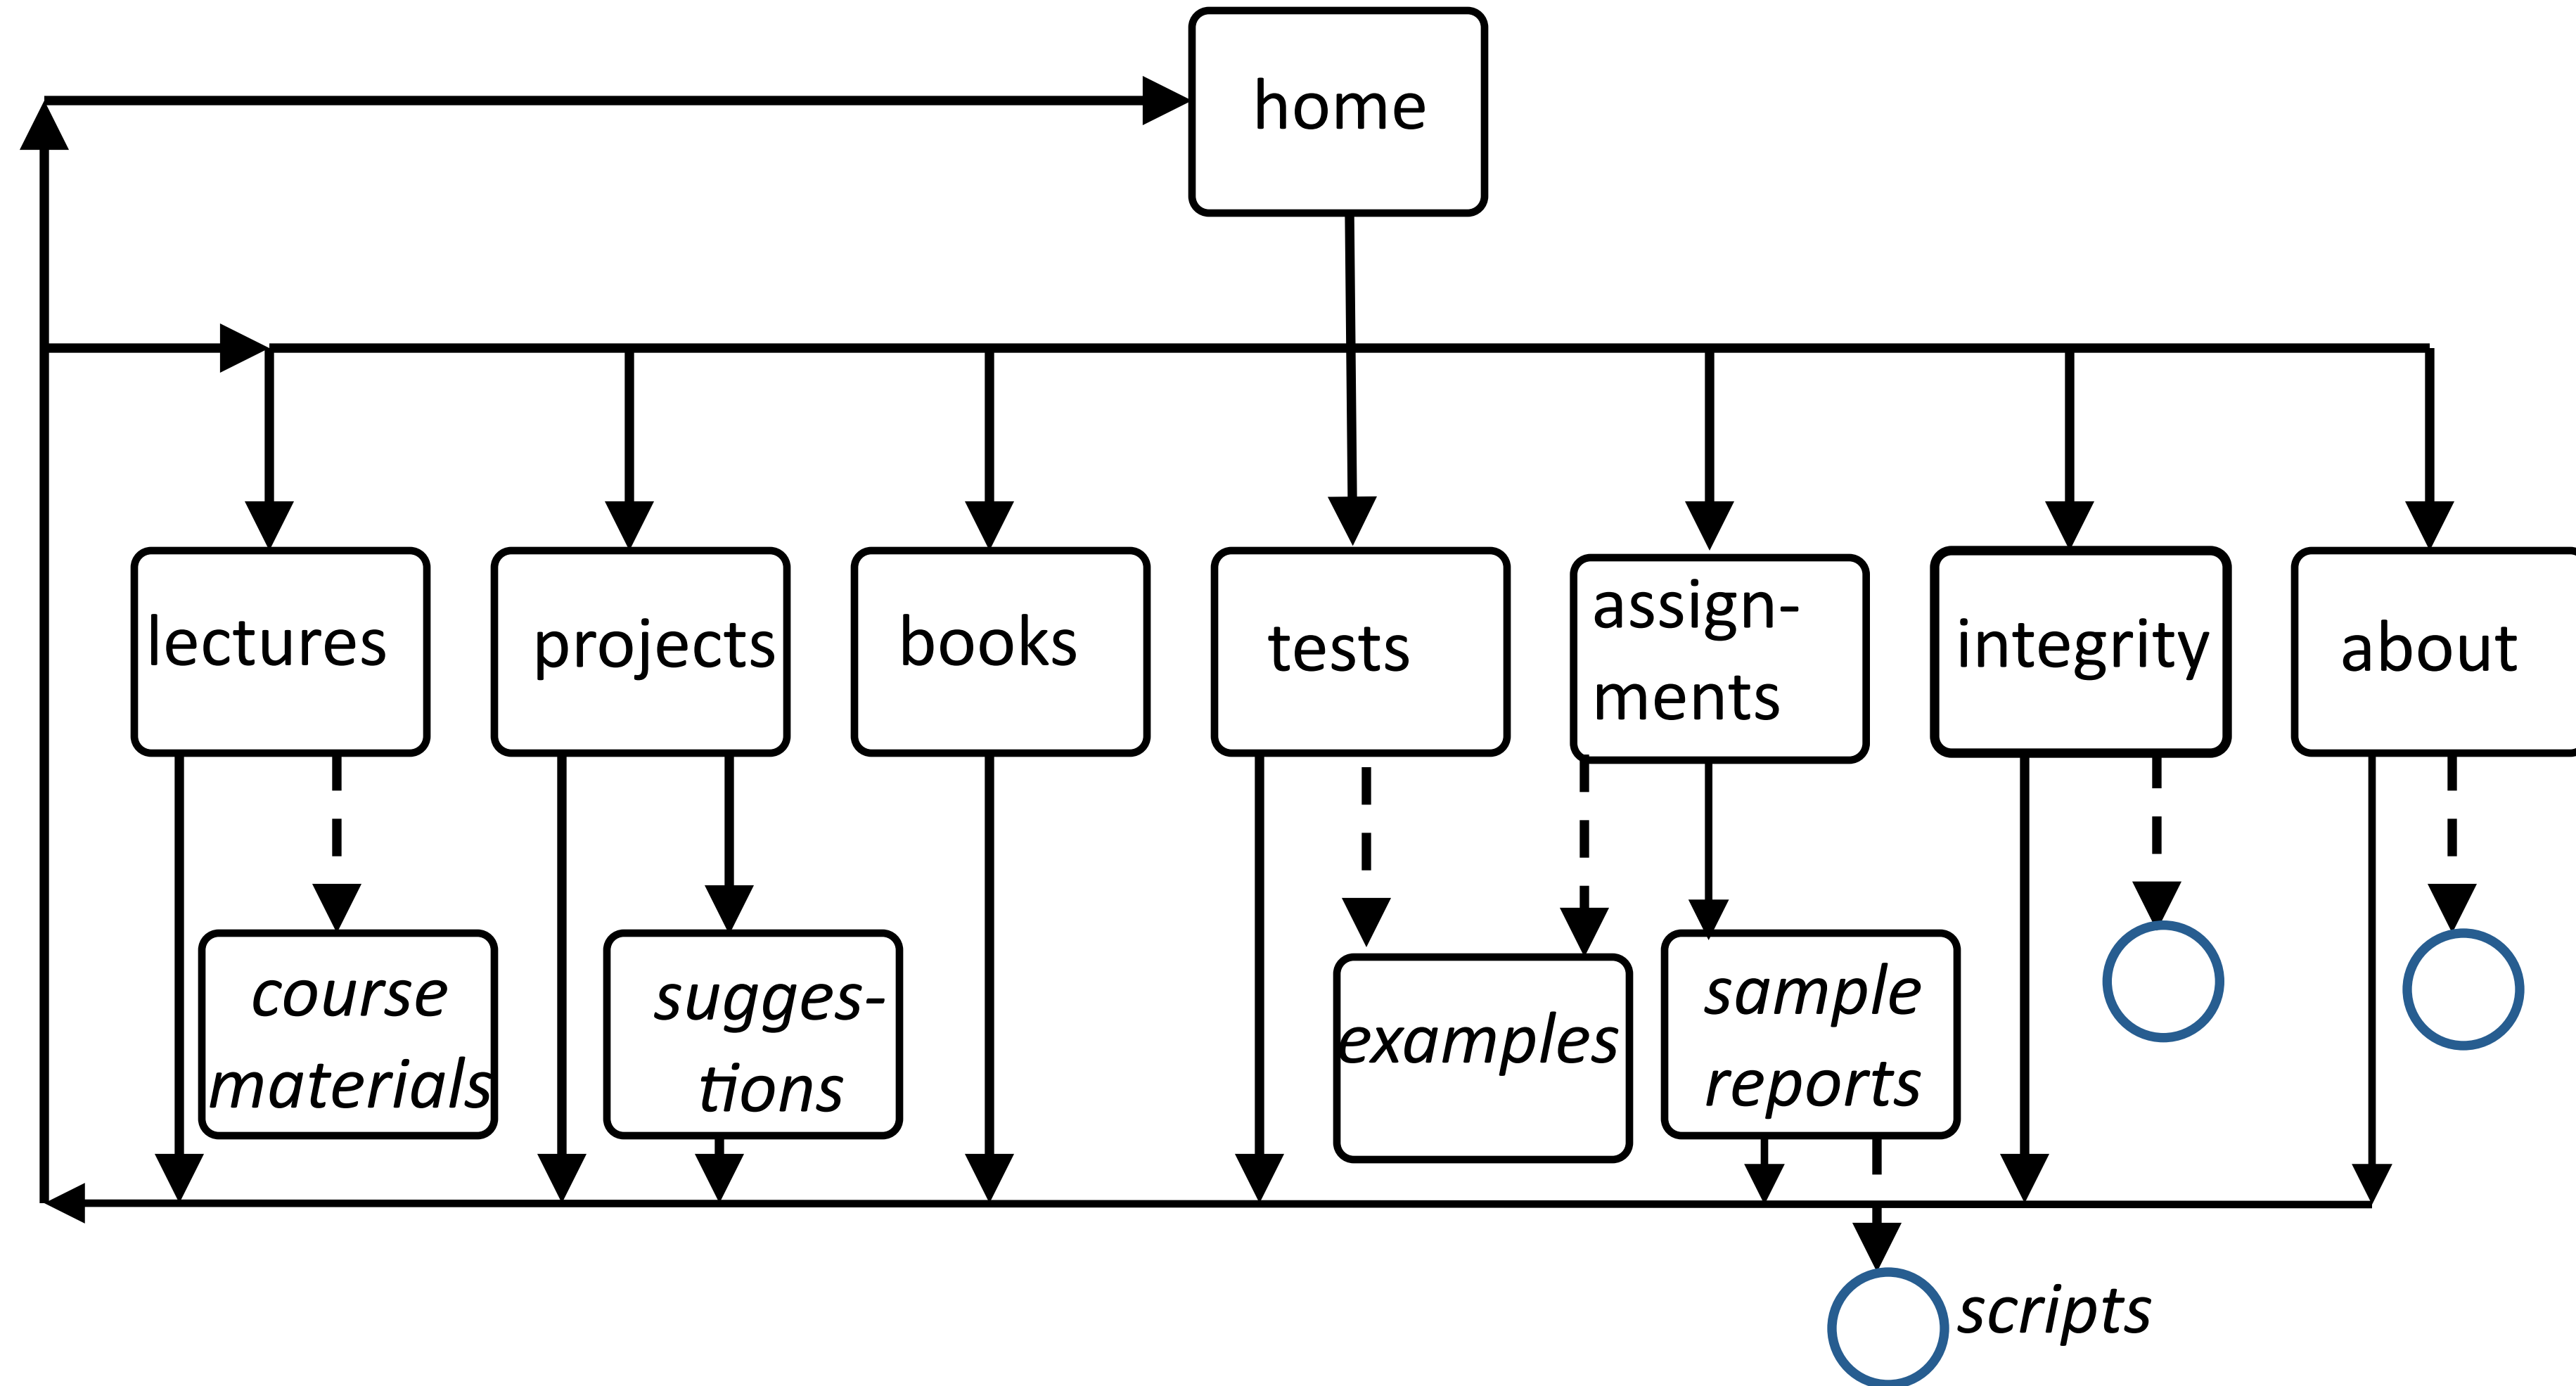 home
lectures
projects
books
tests
assign-
ments
integrity
about
course
materials
sugges-
tions
examples
sample
reports
scripts